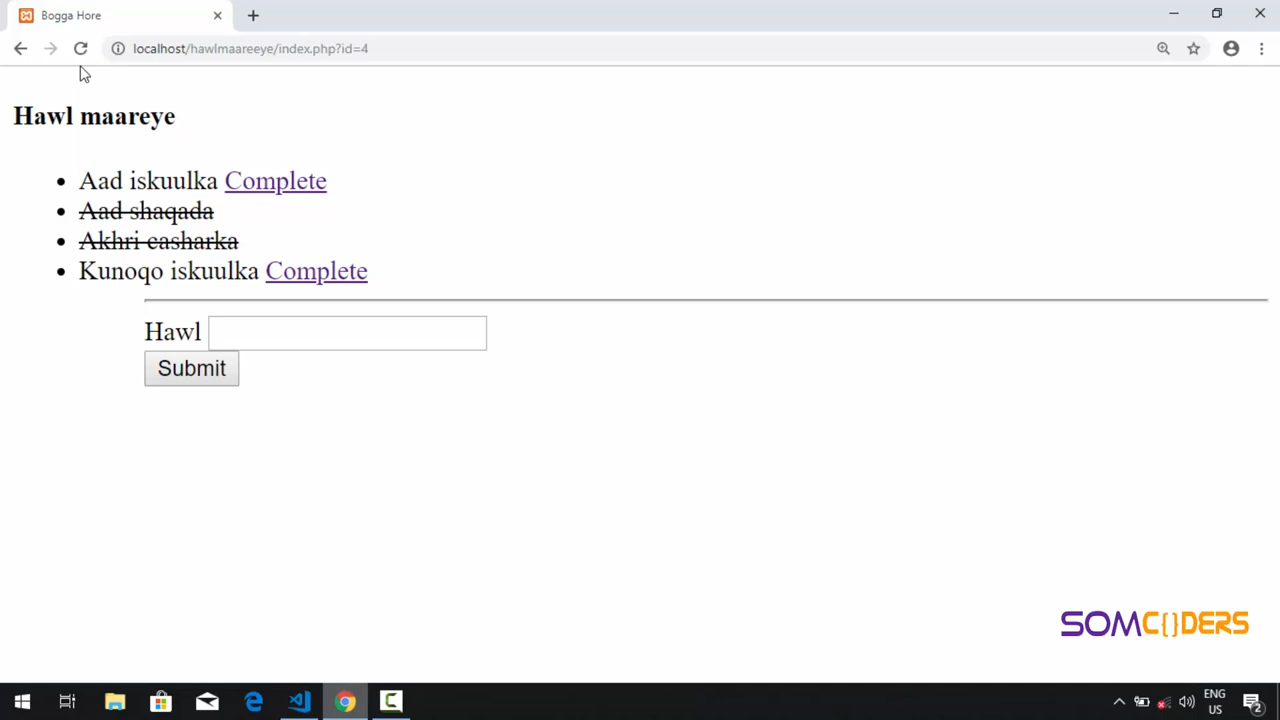 Bogga Hore
localhost/hawlmaareeye/index.php?id=4
Hawl maareye
Aad iskuulka Complete
Aad shaqada
Akhri casharka
Kunoqo iskuulka Complete
Hawl
Submit
SOMC{}DERS
ENG
US
2